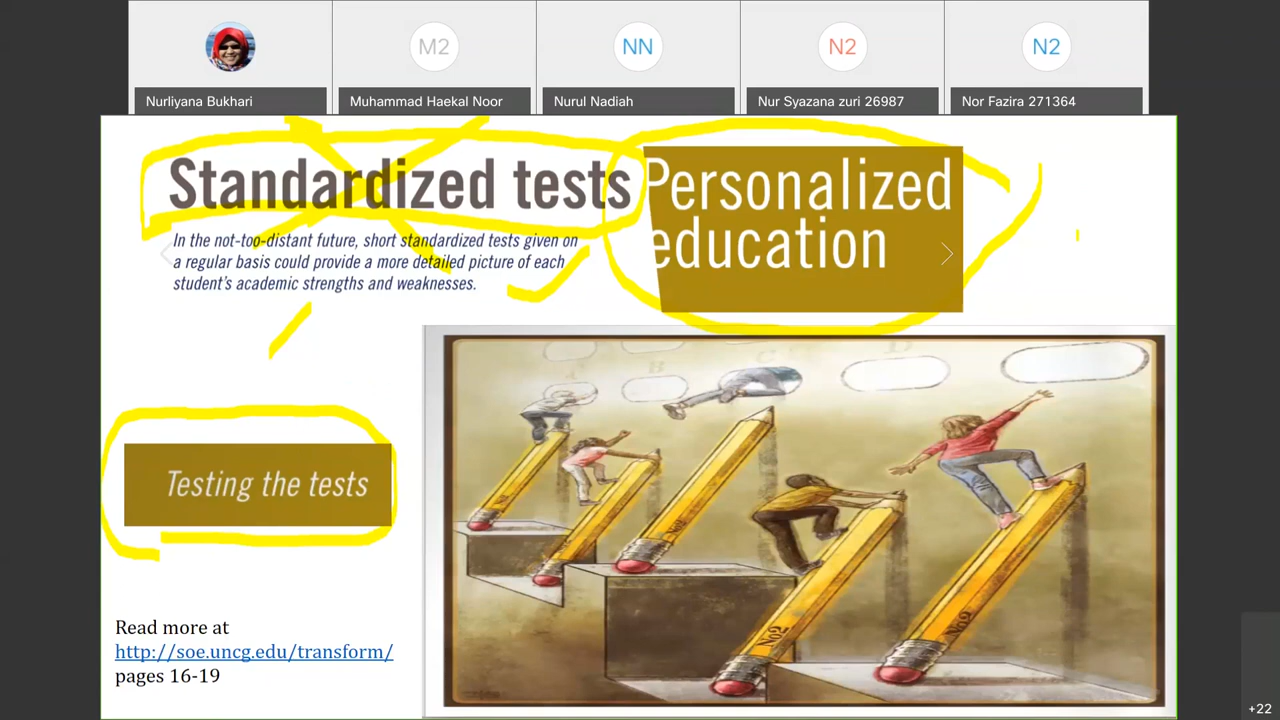 M2
NN
N2
N2
Nurliyana Bukhari
Muhammad Haekal Noor
Nurul Nadiah
Nur Syazana zuri 26987
Nor Fazira 271364
Standardized tests
Personalized
education
In the not-too-distant future, short standardized tests given on
a regular basis could provide a more detailed picture of each
student's academic strengths and weaknesses.
Testing the tests
B
C
D
No2
No2
Read more at
http://soe.uncg.edu/transform/
pages 16-19
+22